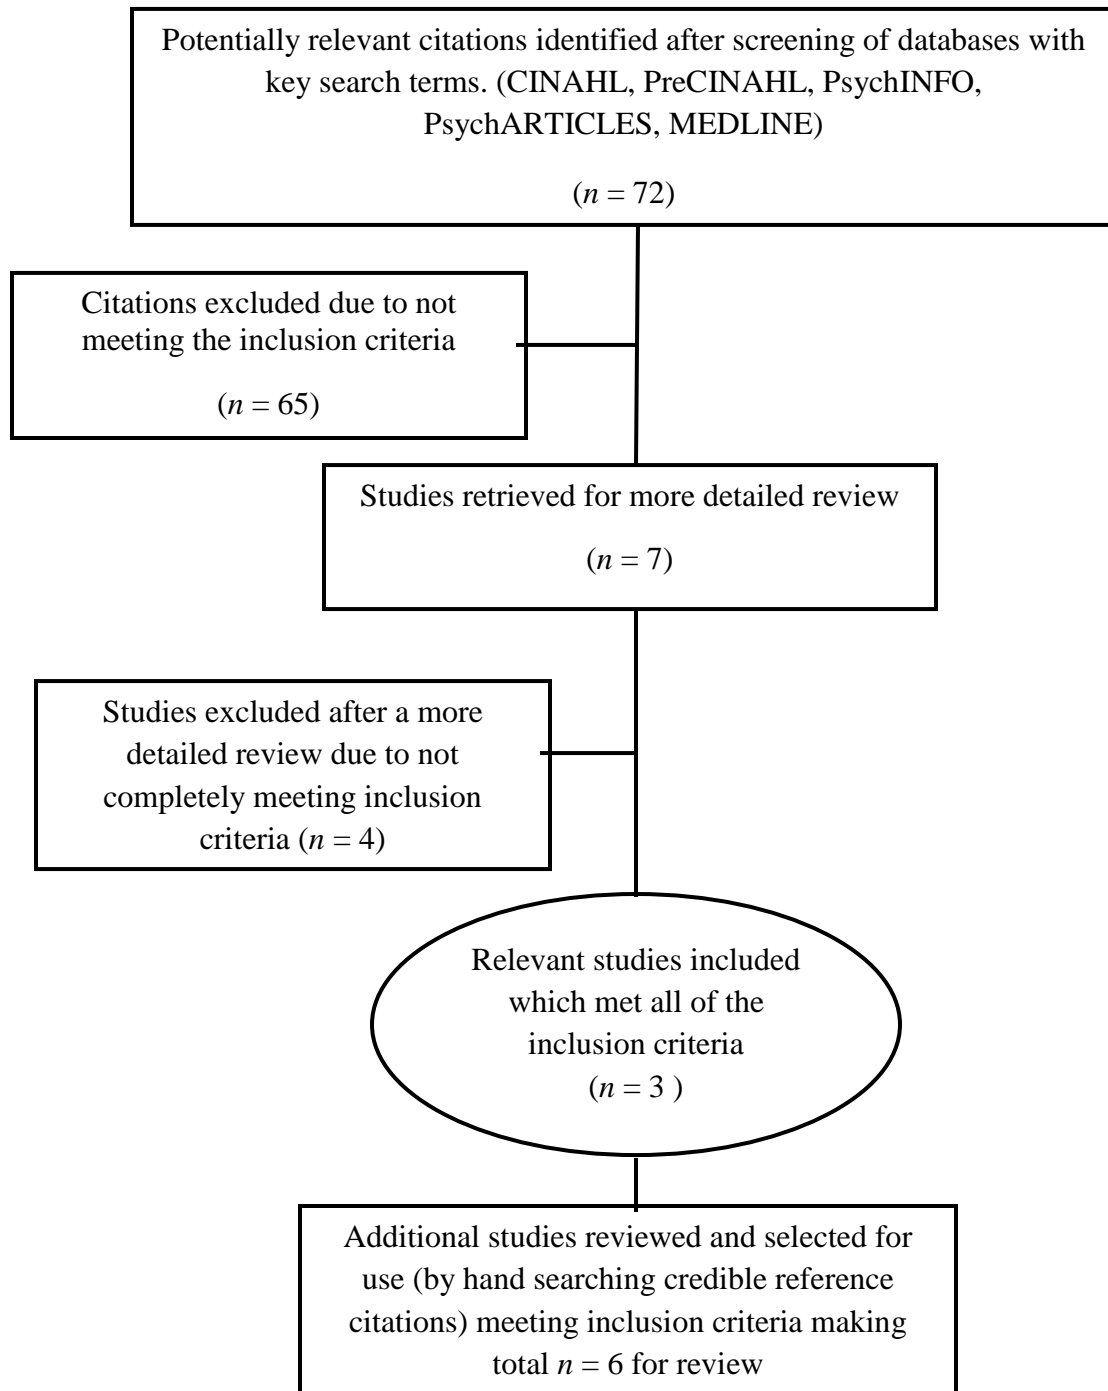 Potentially relevant citations identified after screening of databases with
key search terms. (CINAHL, PreCINAHL, PsychINFO,
PsychARTICLES, MEDLINE)
(n = 72)
Citations excluded due to not
meeting the inclusion criteria
(n = 65)
Studies retrieved for more detailed review
(n = 7)
Studies excluded after a more
detailed review due to not
completely meeting inclusion
criteria (n = 4)
Relevant studies included
which met all of the
inclusion criteria
(n = 3 )
Additional studies reviewed and selected for
use (by hand searching credible reference
citations) meeting inclusion criteria making
total n = 6 for review